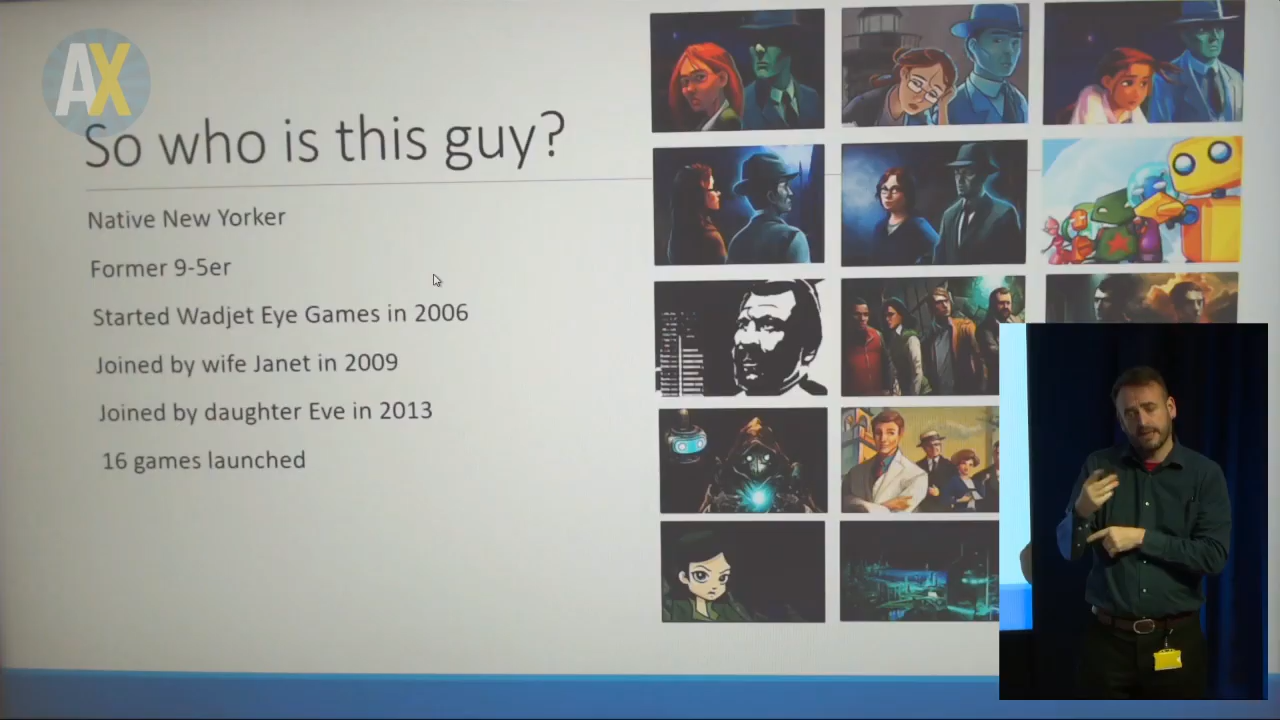 AX
So who is this guy?
Native New Yorker
Former 9-5er
Started Wadjet Eye Games in 2006
Joined by wife Janet in 2009
Joined by daughter Eve in 2013
16 games launched